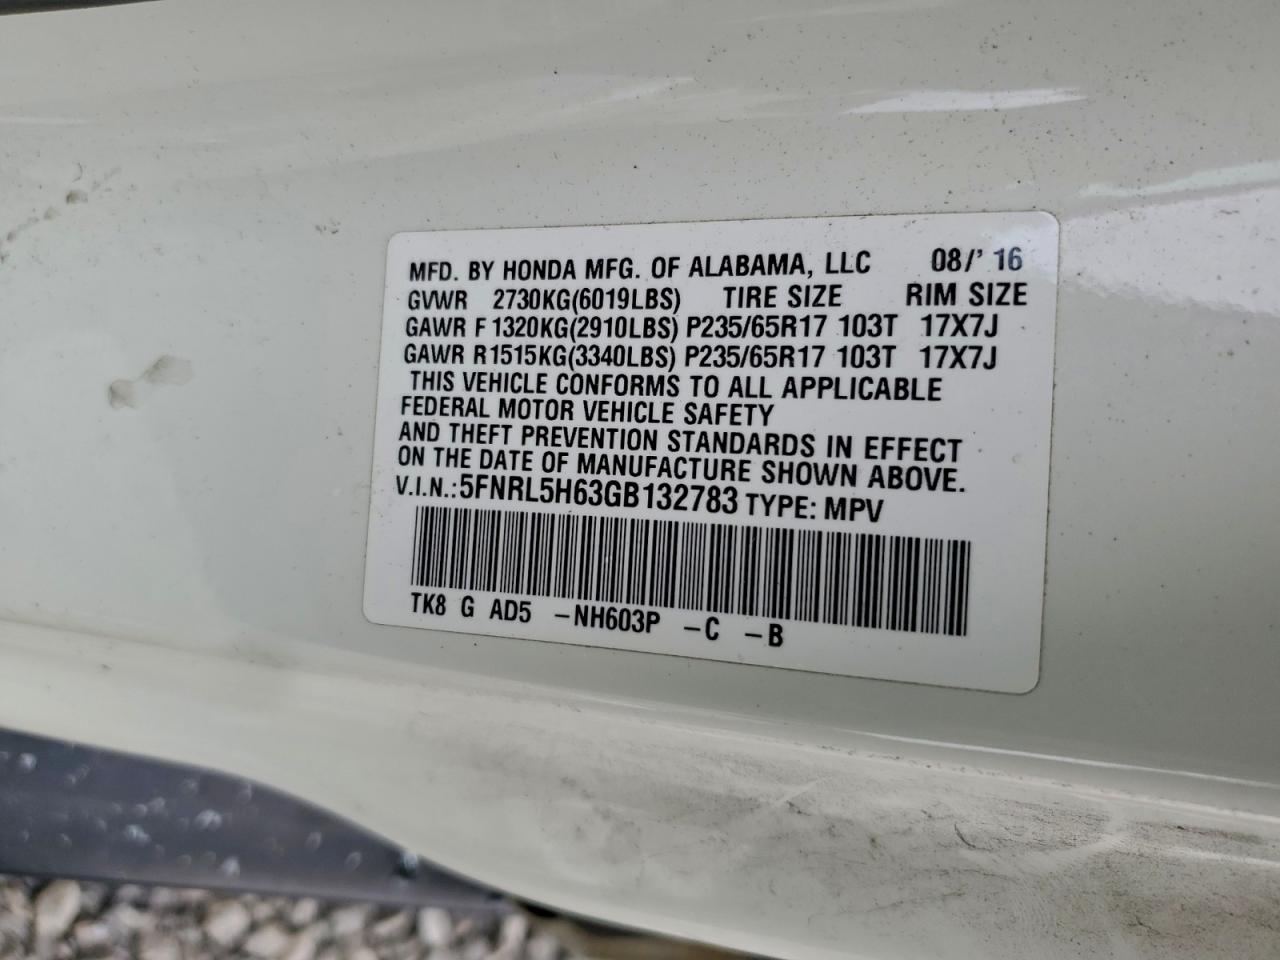 MFD. BY HONDA MFG. OF ALABAMA, LLC 08/' 16
GVWR 2730KG(6019LBS) TIRE SIZE RIM SIZE
GAWR F 1320KG(2910LBS) P235/65R17 103T 17X7J
GAWR R1515KG(3340LBS) P235/65R17 103T 17X7J
THIS VEHICLE CONFORMS TO ALL APPLICABLE
FEDERAL MOTOR VEHICLE SAFETY
AND THEFT PREVENTION STANDARDS IN EFFECT
ON THE DATE OF MANUFACTURE SHOWN ABOVE.
V.I.N.:5FNRL5H63GB132783 TYPE: MPV
TK8 G AD5 -NH603P -C -B